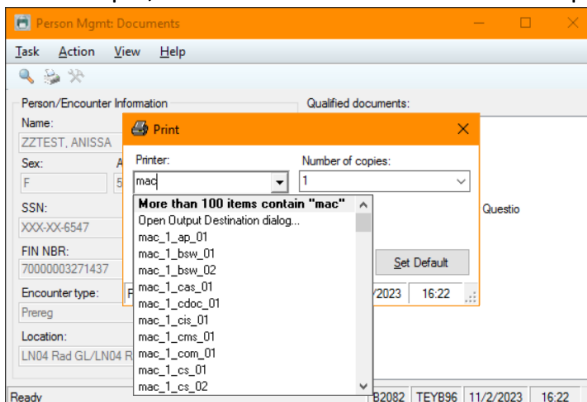 Person Mgmt: Documents
Task Action View Help
Person/Encounter Information
Qualified documents:
Name:
ZZTEST, ANISSA
Sex:
A
F
5
SSN:
XXX-XX-6547
FIN NBR:
70000003271437
Encounter type:
Prereg
Location:
LN04 Rad GL/LN04 R
Print
Printer:
Number of copies:
mac
1
More than 100 items contain "mac"
Open Output Destination dialog...
mac_1_ap_01
mac_1_bsw_01
mac_1_bsw_02
mac_1_cas_01
mac_1_cdoc_01
mac_1_cis_01
mac_1_cms_01
mac_1_com_01
mac_1_cs_01
mac_1_cs_02
Questio
Set Default
/2023 16:22
Ready
B2082 TEYB96 11/2/2023 16:22